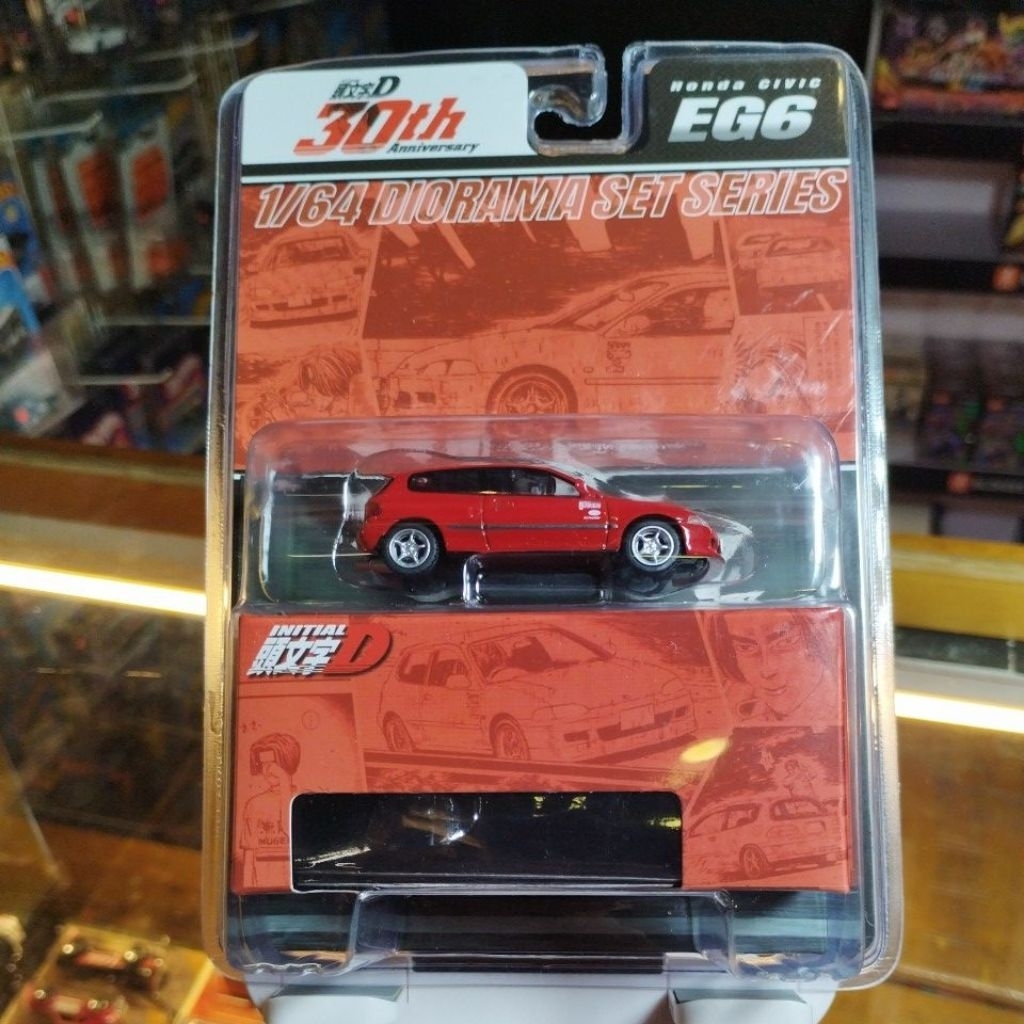 頭文字D
30th
Anniversary
Honda CIVIC
EG6
1/64 DIORAMA SET SERIES
INITIAL
頭文字D